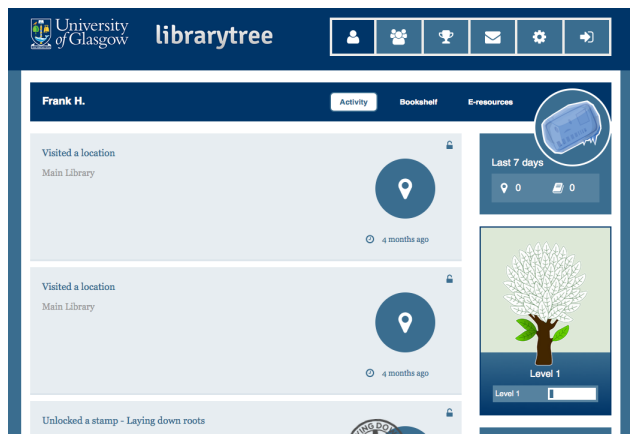 University
of Glasgow
librarytree
Frank H.
Activity
Bookshelf
E-resources
Visited a location
Main Library
4 months ago
Last 7 days
0
0
Visited a location
Main Library
4 months ago
Level 1
Level 1
Unlocked a stamp - Laying down roots